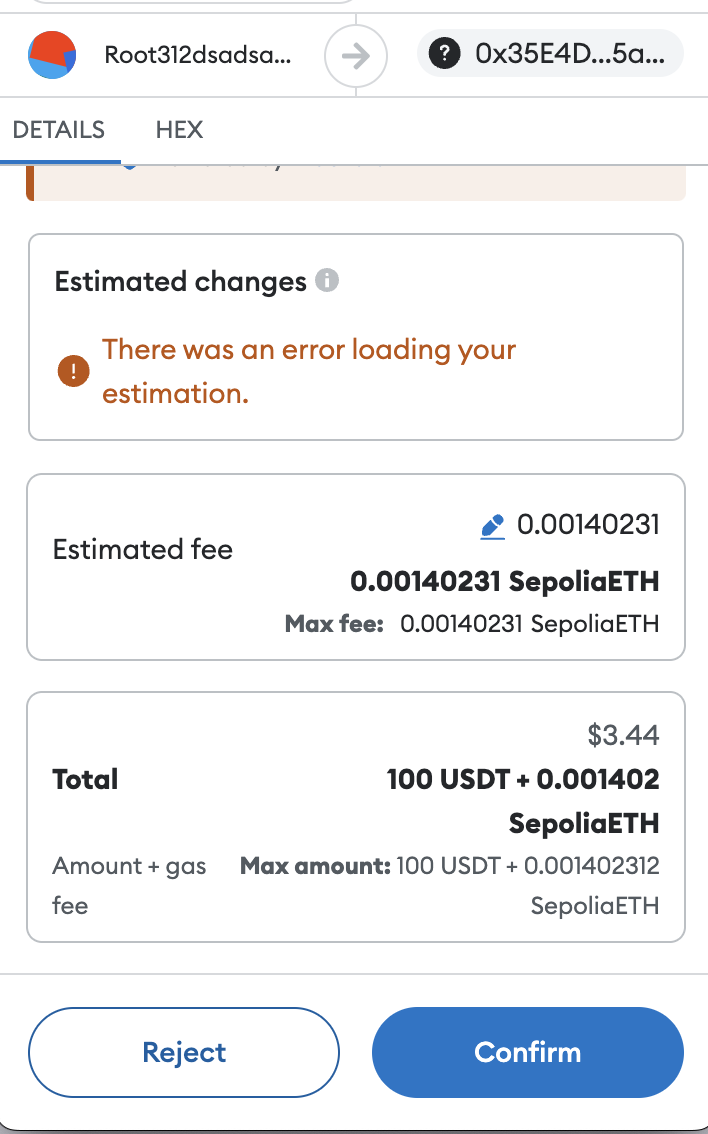 Root312dsadsa...
0x35E4D...5a...
DETAILS
HEX
Estimated changes
There was an error loading your
estimation.
0.00140231
Estimated fee
0.00140231 SepoliaETH
Max fee: 0.00140231 SepoliaETH
$3.44
Total
100 USDT + 0.001402
SepoliaETH
Amount + gas
fee
Max amount: 100 USDT + 0.001402312
SepoliaETH
Reject
Confirm